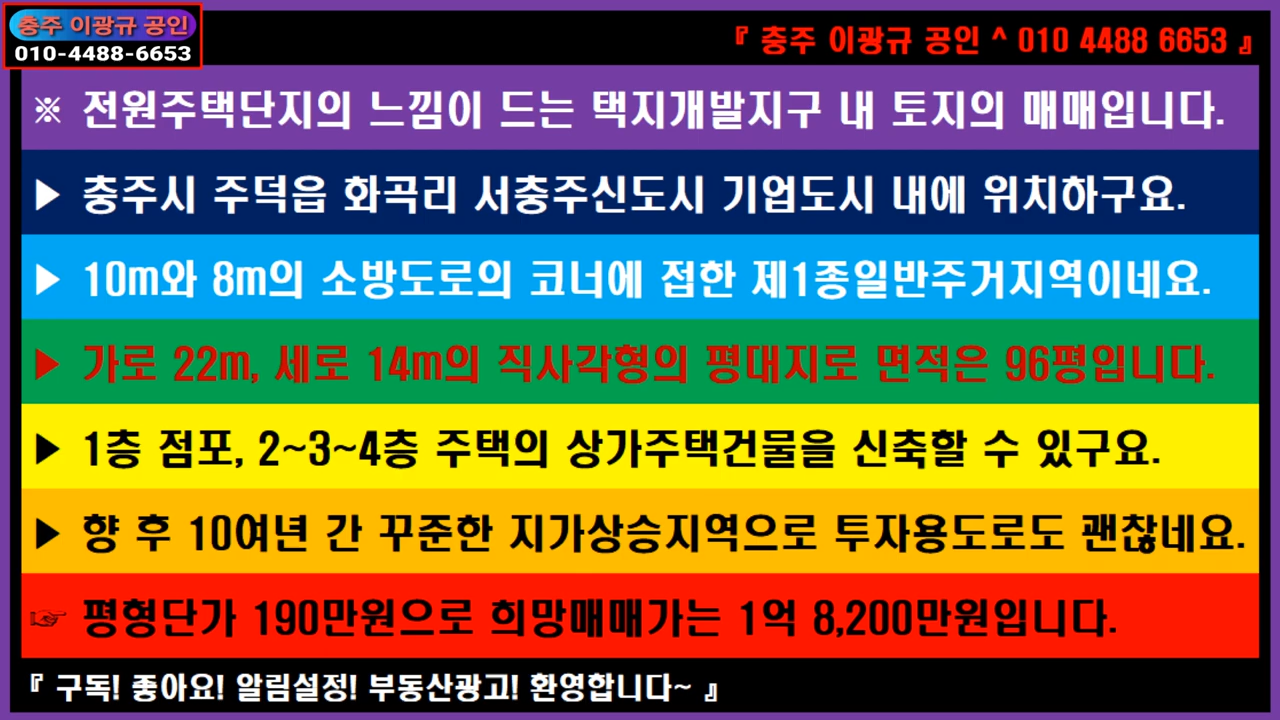 충주 이광규 공인
010-4488-6653
『 충주 이광규 공인 ^ 010 4488 6653 』
※ 전원주택단지의 느낌이 드는 택지개발지구 내 토지의 매매입니다.
▶ 충주시 주덕읍 화곡리 서충주신도시 기업도시 내에 위치하구요.
▶ 10m와 8m의 소방도로의 코너에 접한 제1종일반주거지역이네요.
▶ 가로 22m, 세로 14m의 직사각형의 평대지로 면적은 96평입니다.
▶ 1층 점포, 2~3~4층 주택의 상가주택건물을 신축할 수 있구요.
▶ 향 후 10여년 간 꾸준한 지가상승지역으로 투자용도로도 괜찮네요.
☞ 평형단가 190만원으로 희망매매가는 1억 8,200만원입니다.
『 구독! 좋아요! 알림설정! 부동산광고! 환영합니다~ 』